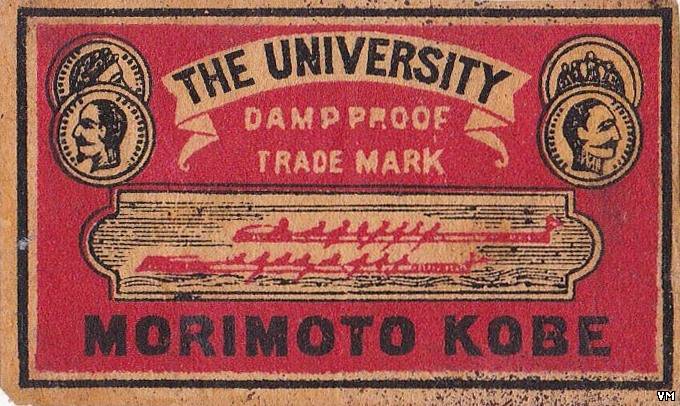 THE UNIVERSITY
DAMP PROOF
TRADE MARK
MORIMOTO KOBE
VM